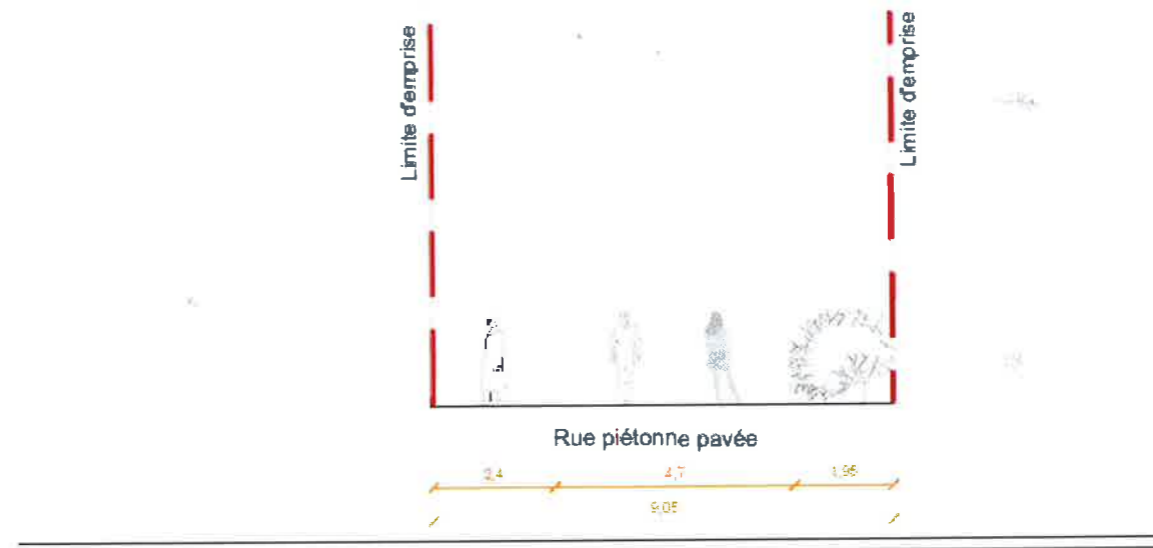 Limite d'emprise
Limite d'emprise
Rue piétonne pavée
2,4 4,7 1,95
9,05